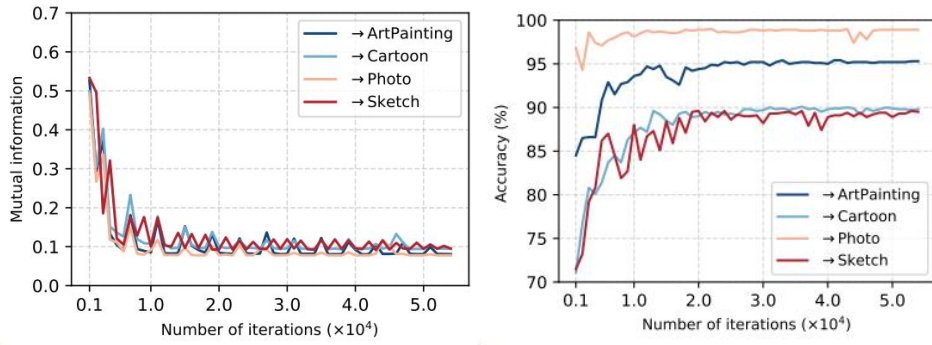 0.7
0.6
0.5
0.4
0.3
0.2
0.1
0.0
Mutual information
→ArtPainting
→Cartoon
→Photo
→Sketch
0.1 1.0 2.0 3.0 4.0 5.0
Number of iterations (×10⁴)
100
95
90
85
80
75
70
Accuracy (%)
→ArtPainting
→Cartoon
→Photo
→Sketch
0.1 1.0 2.0 3.0 4.0 5.0
Number of iterations (×10⁴)